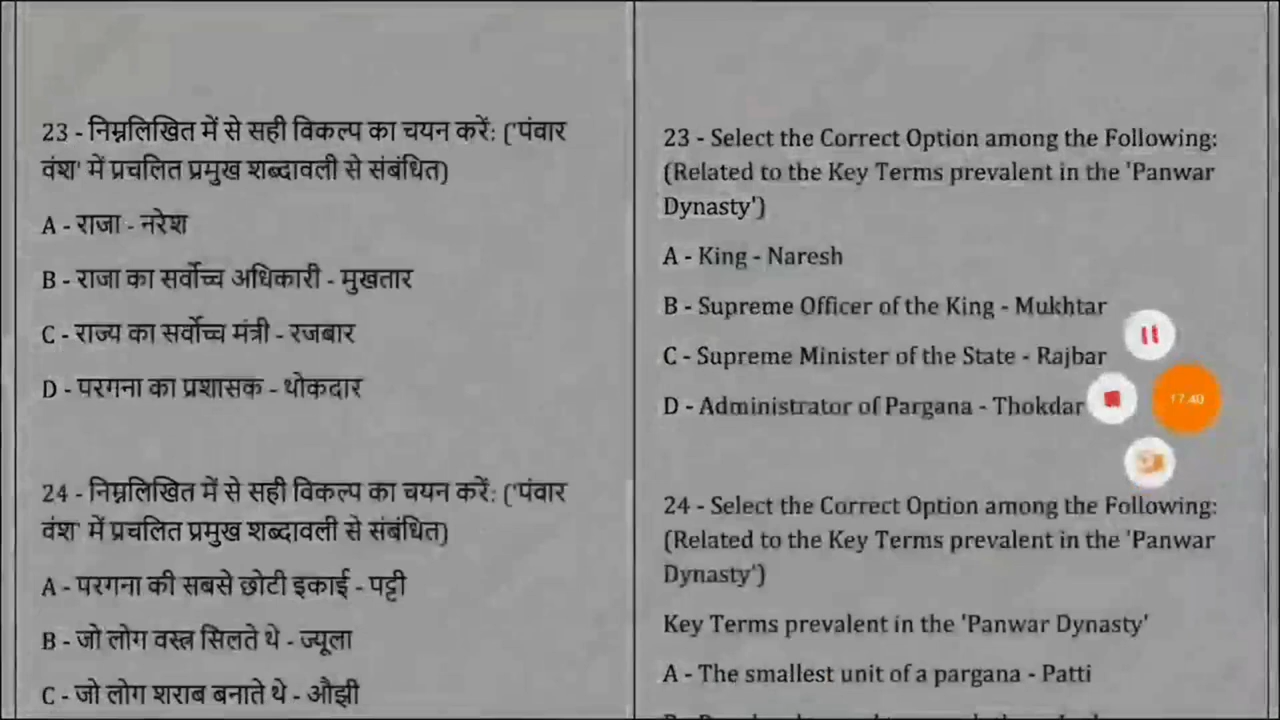 23 - निम्नलिखित में से सही विकल्प का चयन करें: ('पंवार
वंश' में प्रचलित प्रमुख शब्दावली से संबंधित)
A - राजा - नरेश
B - राजा का सर्वोच्च अधिकारी - मुखतार
C - राज्य का सर्वोच्च मंत्री - रजबार
D - परगना का प्रशासक - थोकदार
24 - निम्नलिखित में से सही विकल्प का चयन करें: ('पंवार
वंश' में प्रचलित प्रमुख शब्दावली से संबंधित)
A - परगना की सबसे छोटी इकाई - पट्टी
B - जो लोग वस्त्र सिलते थे - ज्यूला
C - जो लोग शराब बनाते थे - औझी
23 - Select the Correct Option among the Following:
(Related to the Key Terms prevalent in the 'Panwar
Dynasty')
A - King - Naresh
B - Supreme Officer of the King - Mukhtar
C - Supreme Minister of the State - Rajbar
D - Administrator of Pargana - Thokdar
17:40
24 - Select the Correct Option among the Following:
(Related to the Key Terms prevalent in the 'Panwar
Dynasty')
Key Terms prevalent in the 'Panwar Dynasty'
A - The smallest unit of a pargana - Patti